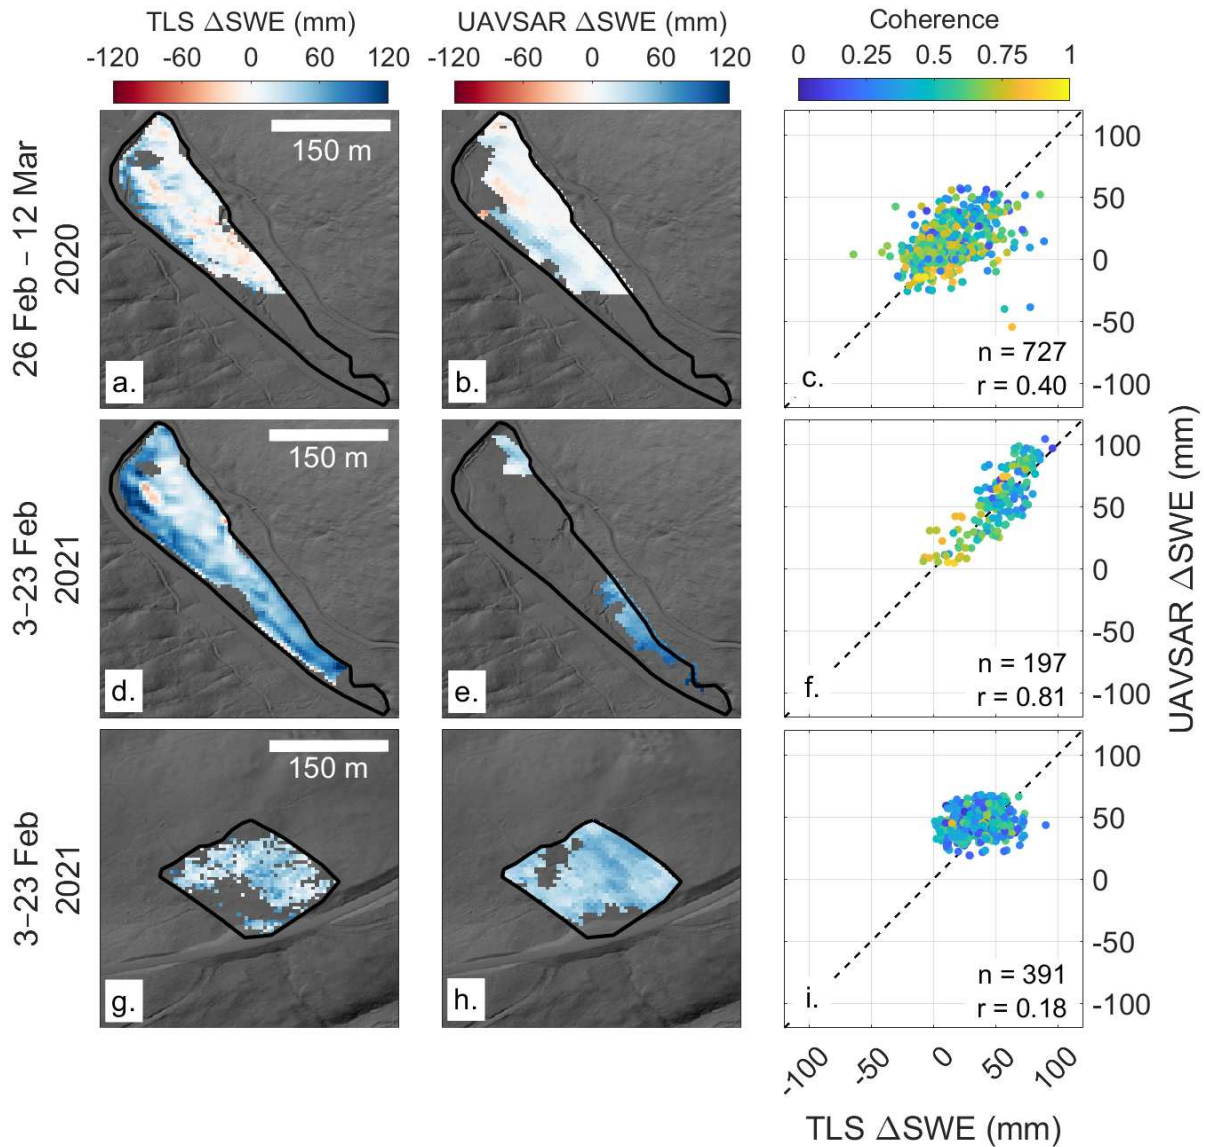 TLS ΔSWE (mm)
UAVSAR ΔSWE (mm)
Coherence
-120 -60 0 60 120
-120 -60 0 60 120
0 0.25 0.5 0.75 1
26 Feb – 12 Mar
2020
150 m
a.
b.
100
50
0
-50
-100
n = 727
r = 0.40
c.
3–23 Feb
2021
150 m
d.
e.
100
50
0
-50
-100
n = 197
r = 0.81
f.
UAVSAR ΔSWE (mm)
3–23 Feb
2021
150 m
g.
h.
100
50
0
-50
-100
n = 391
r = 0.18
i.
-100 0 50 100
TLS ΔSWE (mm)